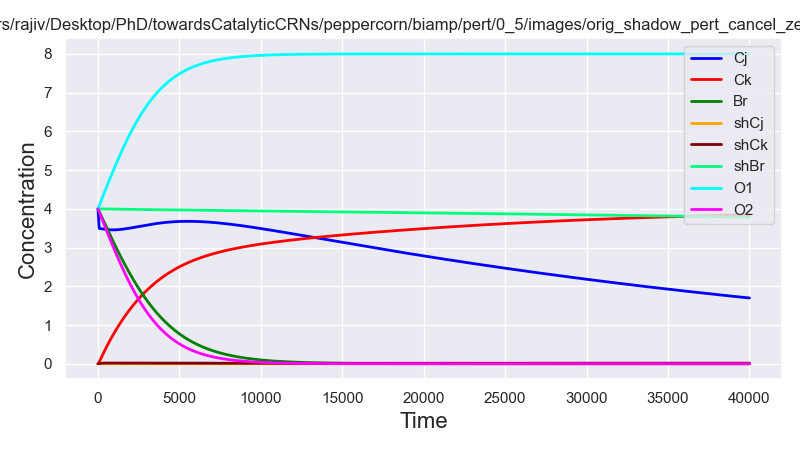 rs/rajiv/Desktop/PhD/towardsCatalyticCRNs/peppercorn/biamp/pert/0_5/images/orig_shadow_pert_cancel_ze
8
7
6
5
4
3
2
1
0
Concentration
Cj
Ck
Br
shCj
shCk
shBr
O1
O2
0 5000 10000 15000 20000 25000 30000 35000 40000
Time